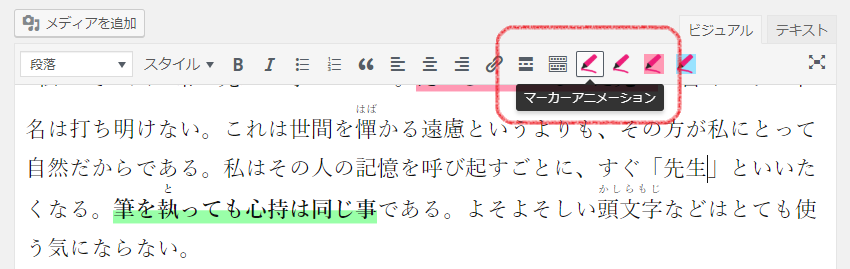 メディアを追加
ビジュアル
テキスト
段落
スタイル
マーカーアニメーション
はば
名は打ち明けない。これは世間を憚かる遠慮というよりも、その方が私にとって
自然だからである。私はその人の記憶を呼び起すごとに、すぐ「先生」といいた
と
かしらもじ
くなる。筆を執っても心持は同じ事である。よそよそしい頭文字などはとても使
う気にならない。